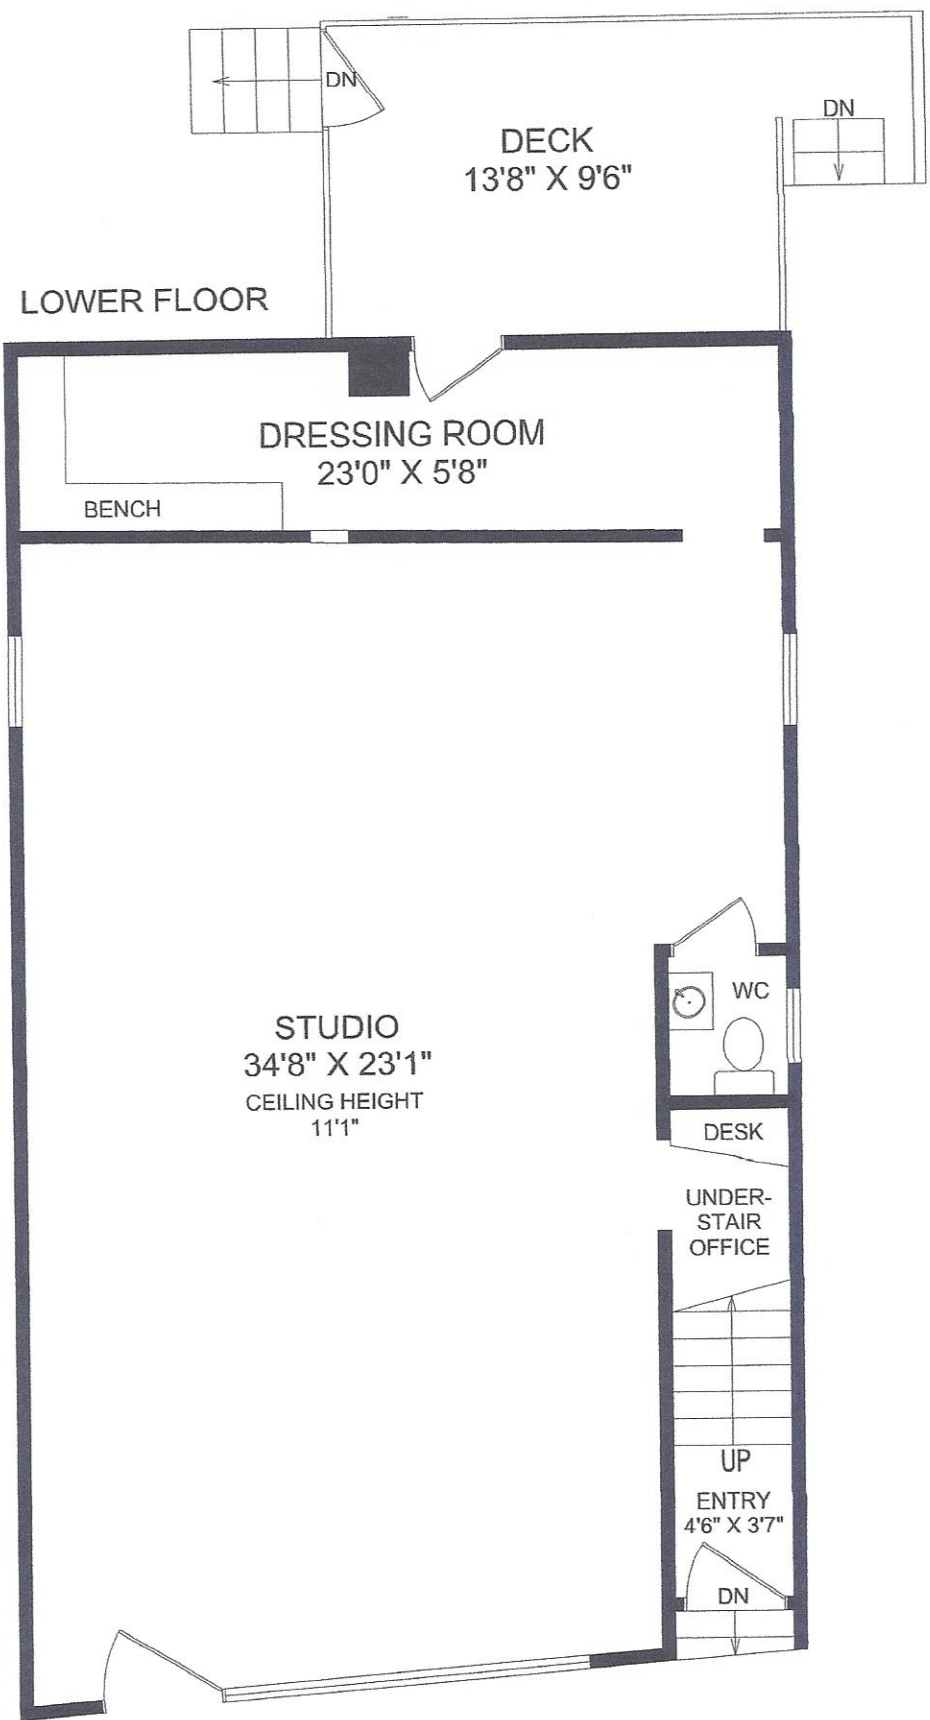 DN
DN
DECK
13'8" X 9'6"
LOWER FLOOR
DRESSING ROOM
23'0" X 5'8"
BENCH
WC
STUDIO
34'8" X 23'1"
CEILING HEIGHT
11'1"
DESK
UNDER-
STAIR
OFFICE
UP
ENTRY
4'6" X 3'7"
DN